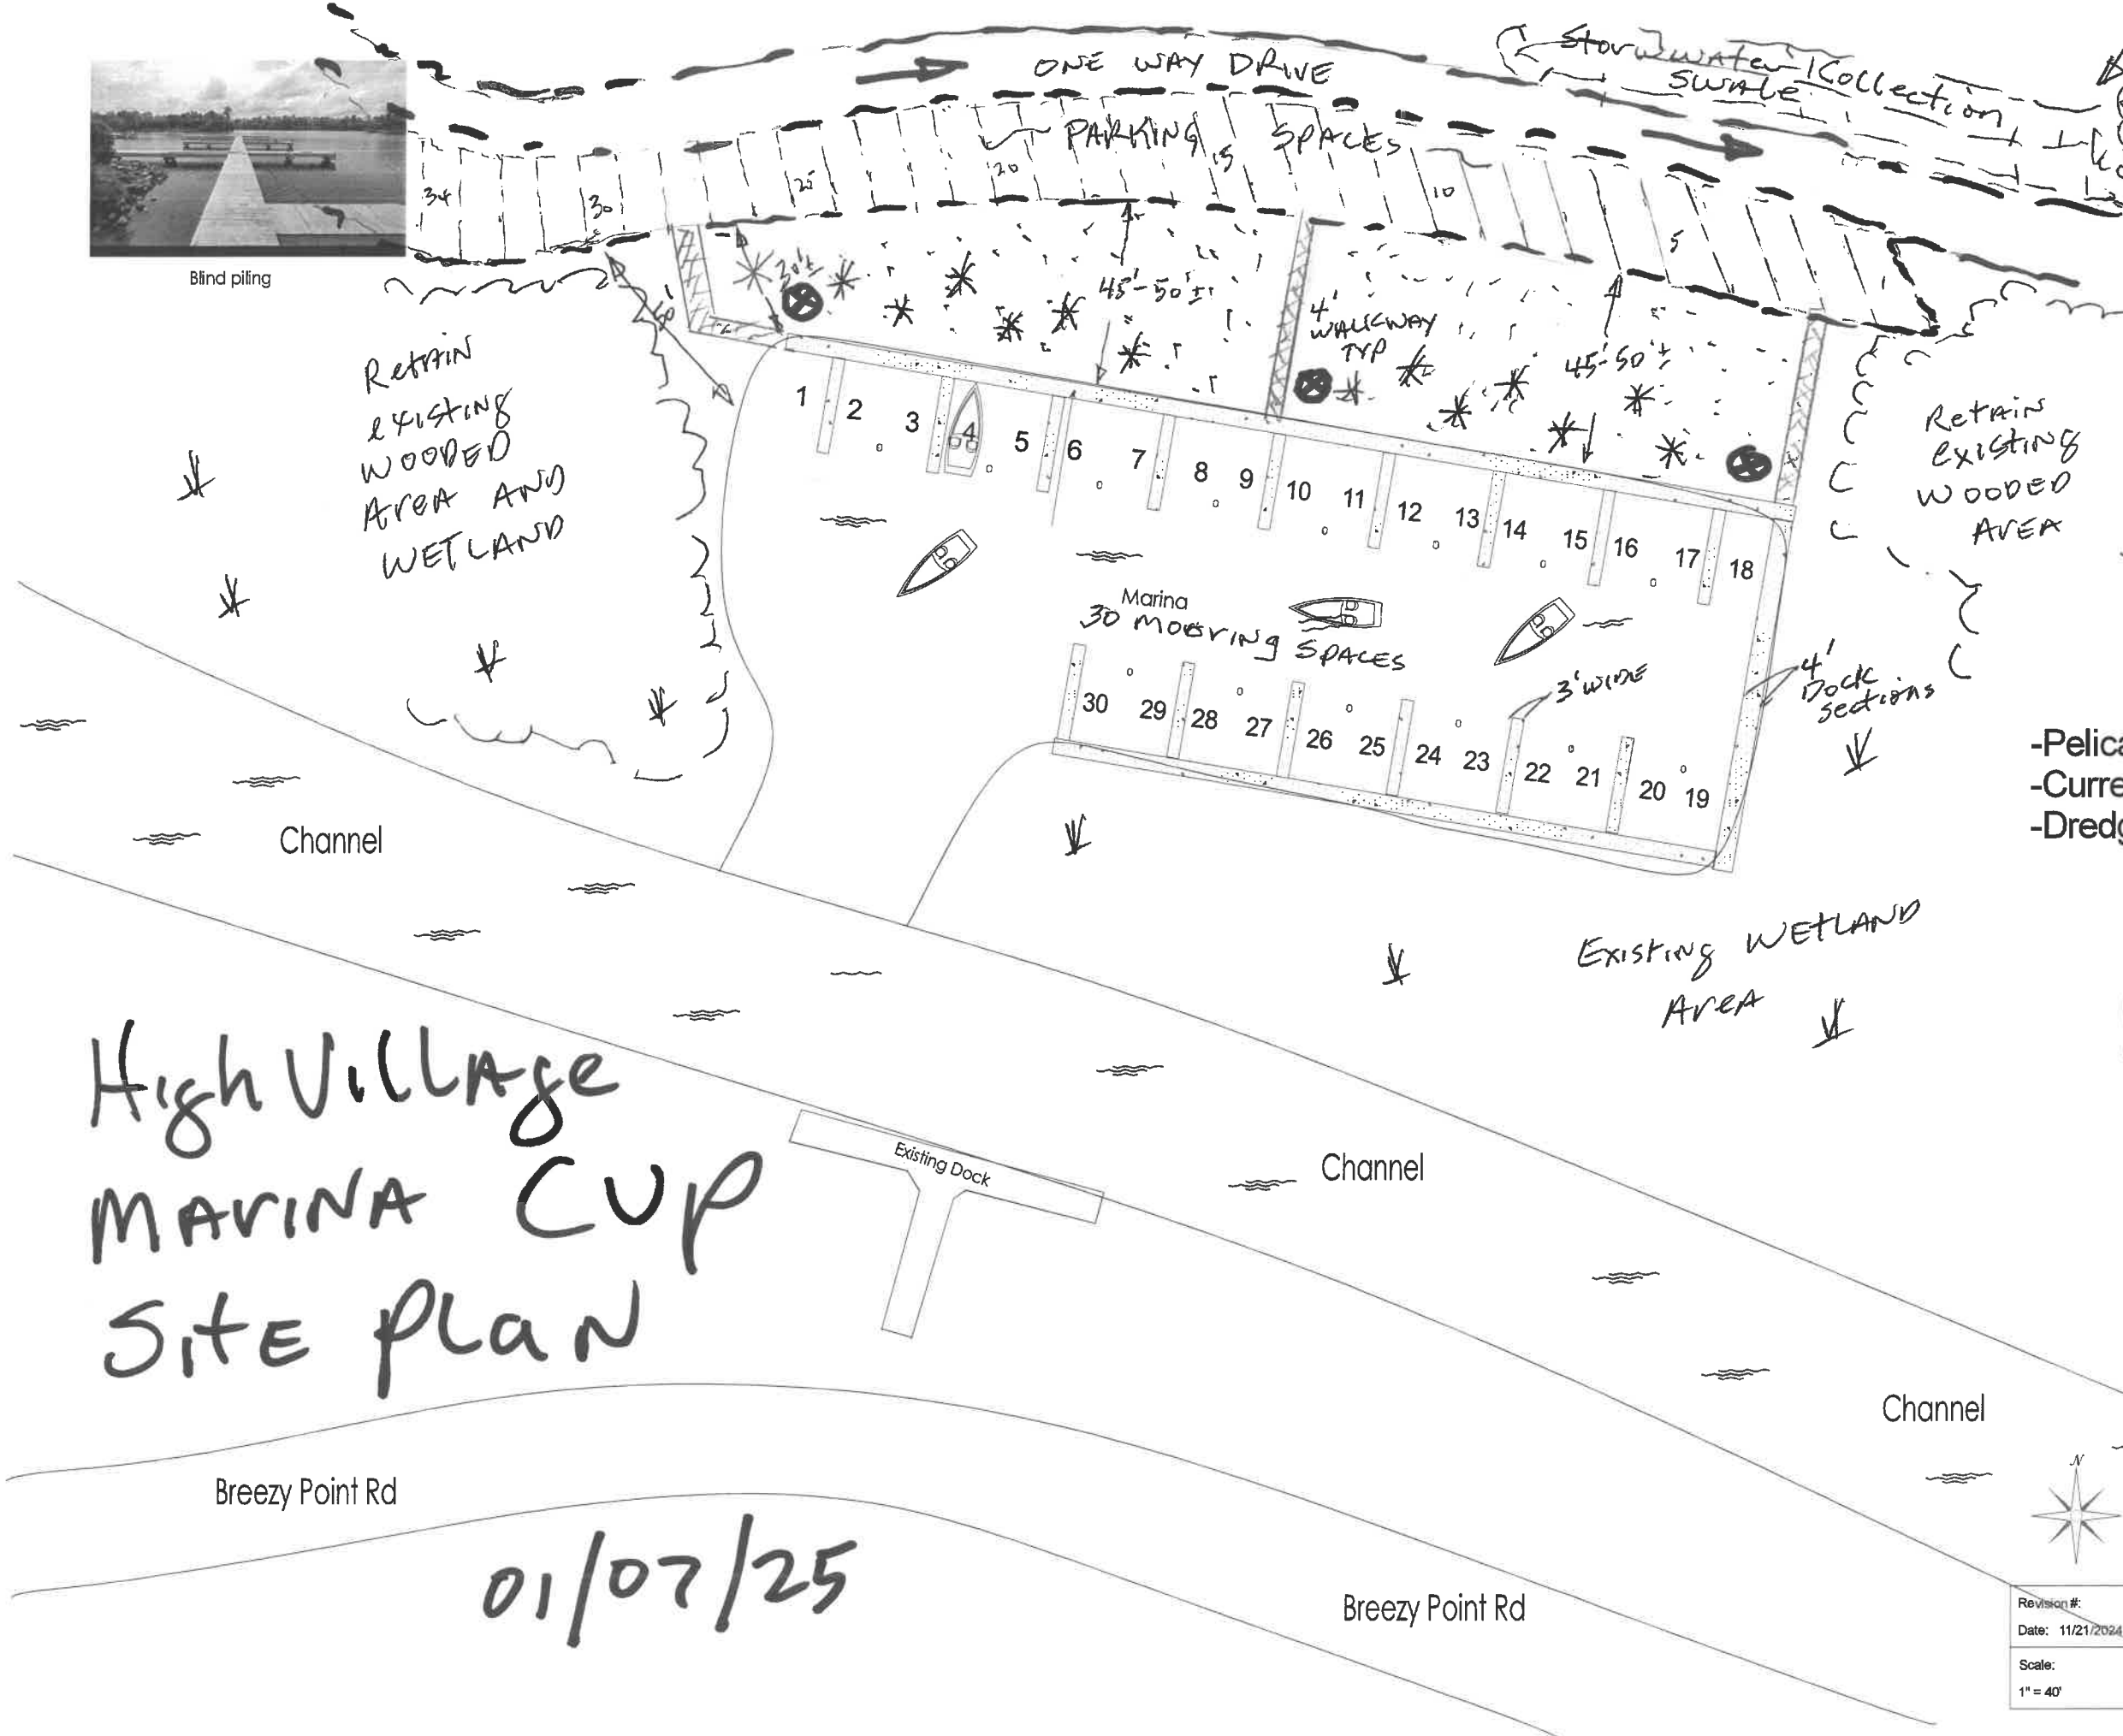 ONE WAY DRIVE
Stormwater Collection
SWALE
PARKING SPACES
34
30
25
20
15
10
5
Blind piling
50'
30'±
45'-50'±
4'
WALKWAY
TYP
45'-50'±
Retain
existing
WOODED
Area AND
WETLAND
Retain
existing
WOODED
Area
1
2
3
4
5
6
7
8
9
10
11
12
13
14
15
16
17
18
Marina
30 Mooring Spaces
3' WIDE
4'
Dock
sections
30
29
28
27
26
25
24
23
22
21
20
19
-Pelica
-Curre
-Dredg
Channel
Existing WETLAND
Area
High Village
Marina Cup
Site Plan
Existing Dock
Channel
Channel
N
Breezy Point Rd
01/07/25
Breezy Point Rd
Revision #:
Date: 11/21/2024
Scale:
1" = 40'